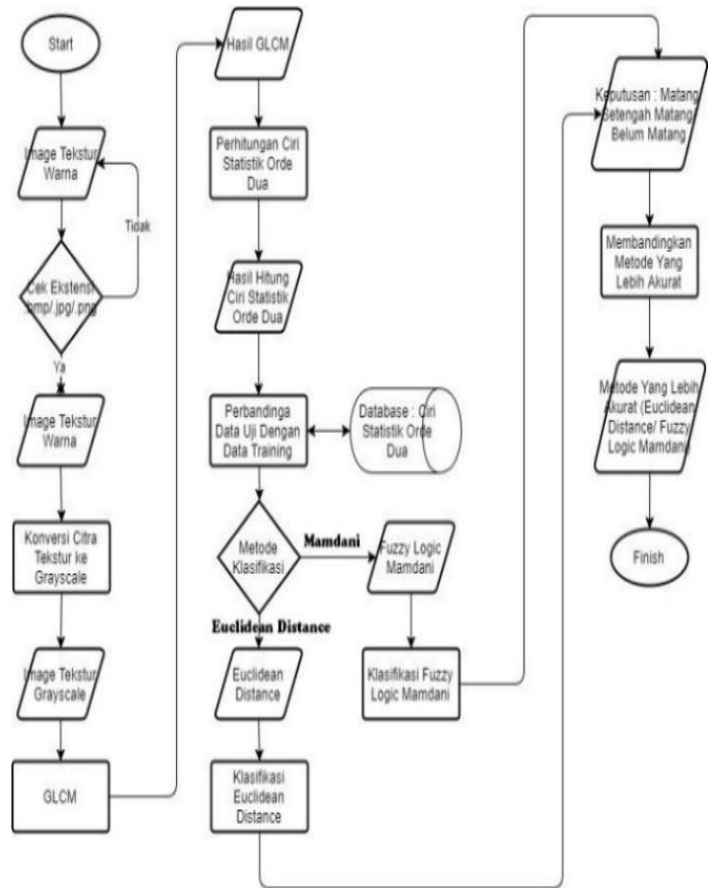 Start
Image Tekstur
Warna
Tidak
Cek Ekstensi
.bmp/.jpg/.png
Ya
Image Tekstur
Warna
Konversi Citra
Tekstur ke
Grayscale
Image Tekstur
Grayscale
GLCM
Hasil GLCM
Perhitungan Ciri
Statistik Orde
Dua
Hasil Hitung
Ciri Statistik
Orde Dua
Perbandinga
Data Uji Dengan
Data Training
Database : Ciri
Statistik Orde
Dua
Metode
Klasifikasi
Mamdani
Fuzzy Logic
Mamdani
Klasifikasi Fuzzy
Logic Mamdani
Euclidean Distance
Euclidean
Distance
Klasifikasi
Euclidean
Distance
Keputusan : Matang
Setengah Matang
Belum Matang
Membandingkan
Metode Yang
Lebih Akurat
Metode Yang Lebih
Akurat (Euclidean
Distance/ Fuzzy
Logic Mamdani)
Finish